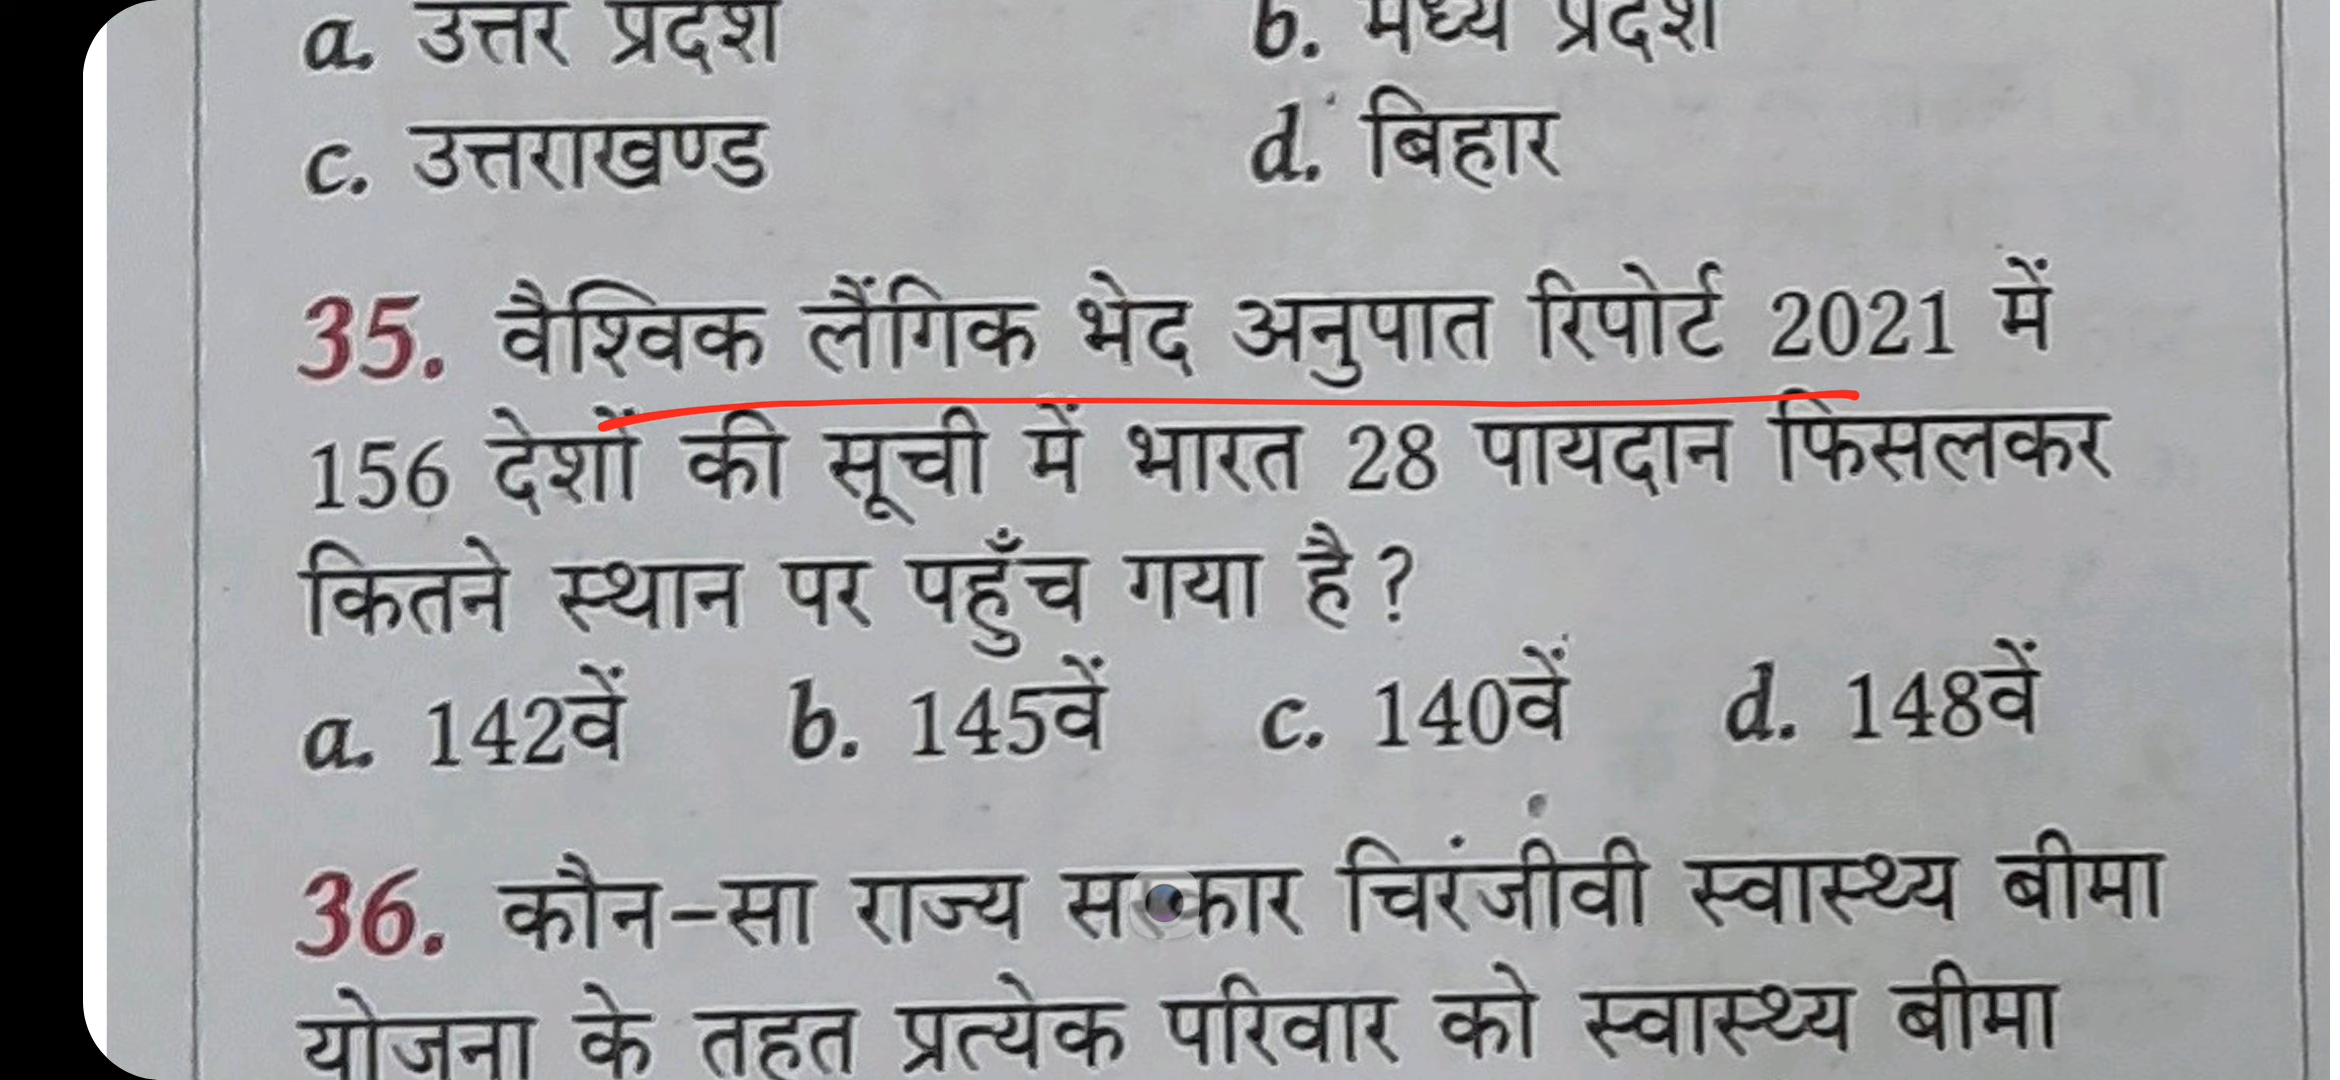 a. उत्तर प्रदेश b. मध्य प्रदेश
c. उत्तराखण्ड d. बिहार
35. वैश्विक लैंगिक भेद अनुपात रिपोर्ट 2021 में
156 देशों की सूची में भारत 28 पायदान फिसलकर
कितने स्थान पर पहुँच गया है?
a. 142वें b. 145वें c. 140वें d. 148वें
36. कौन-सा राज्य सरकार चिरंजीवी स्वास्थ्य बीमा
योजना के तहत प्रत्येक परिवार को स्वास्थ्य बीमा